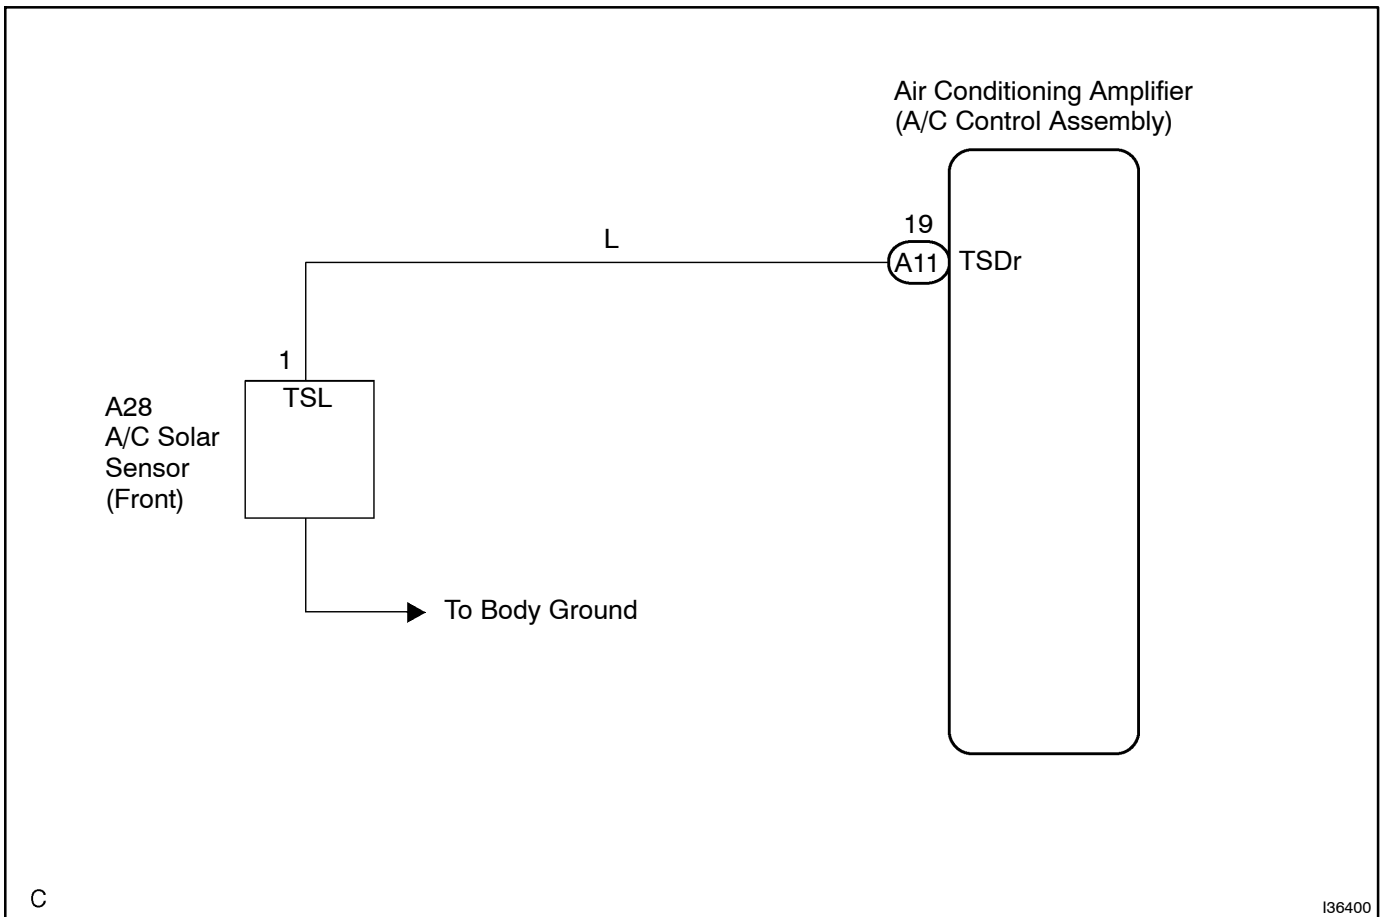 Air Conditioning Amplifier
(A/C Control Assembly)
19
L
A11
TSDr
1
TSL
A28
A/C Solar
Sensor
(Front)
To Body Ground
C
I36400